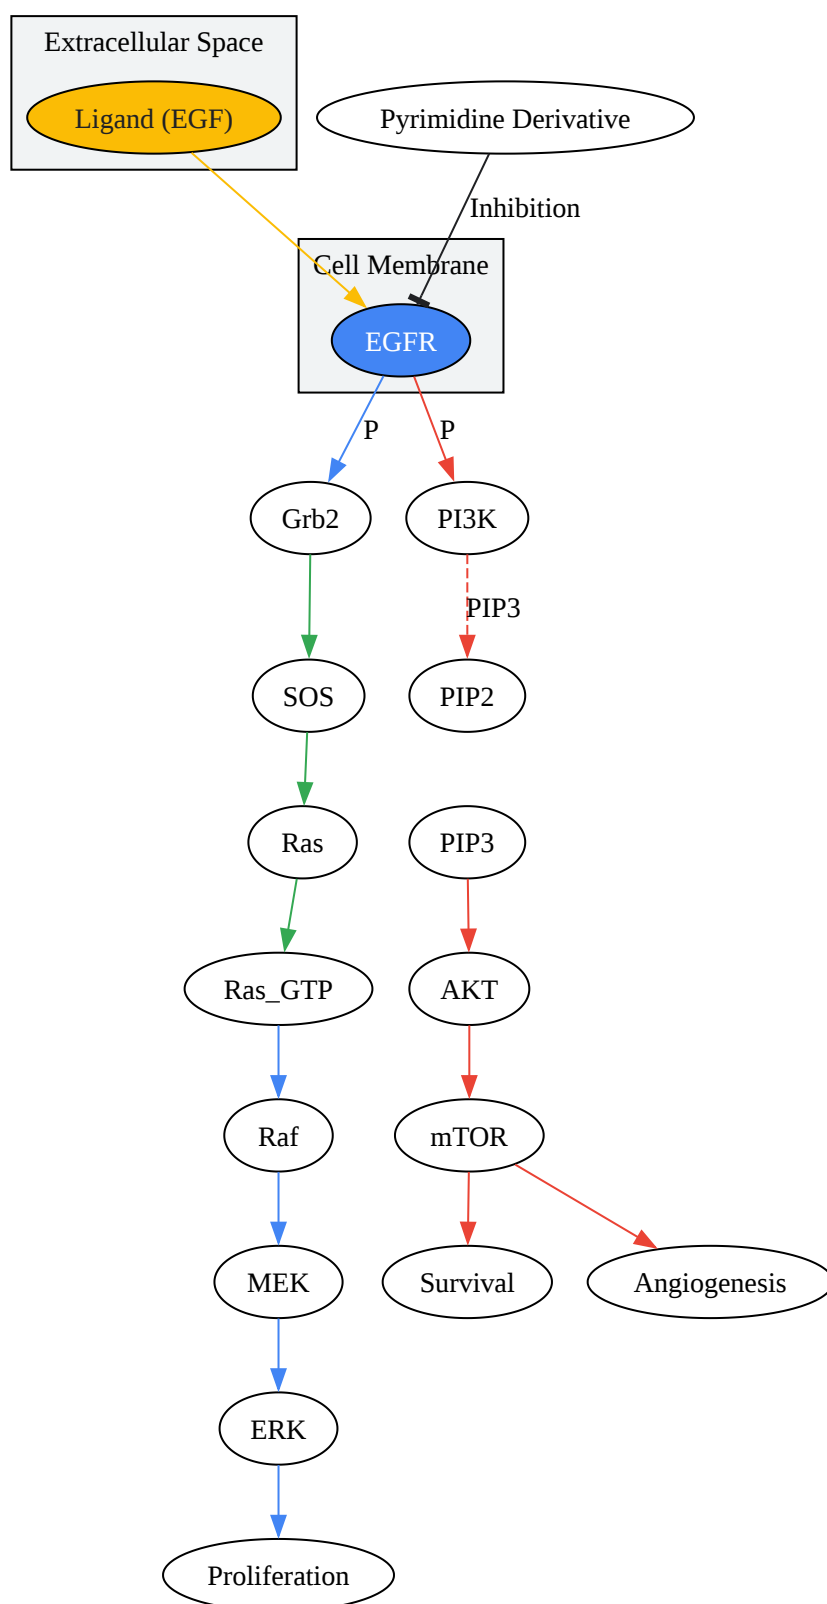 Extracellular Space
Ligand (EGF)
Pyrimidine Derivative
Inhibition
Cell Membrane
EGFR
P
P
Grb2
PI3K
PIP3
SOS
PIP2
Ras
PIP3
Ras_GTP
AKT
Raf
mTOR
MEK
Survival
Angiogenesis
ERK
Proliferation